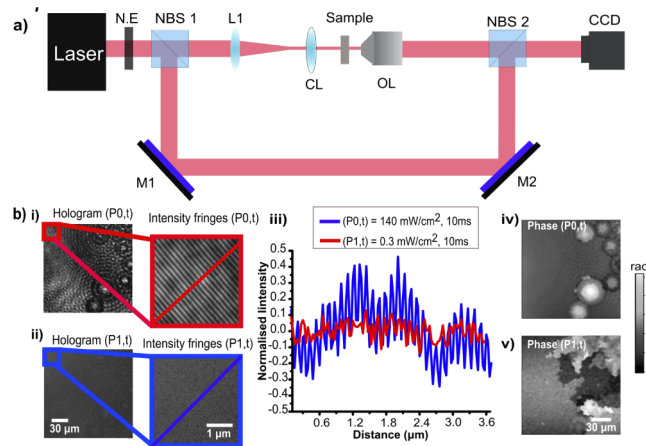 a)
Laser
N.E
NBS 1
L1
CL
Sample
OL
NBS 2
CCD
M1
M2
b) i) Hologram (P0,t) Intensity fringes (P0,t)
ii) Hologram (P1,t) Intensity fringes (P1,t)
30 µm
1 µm
iii)
(P0,t) = 140 mW/cm², 10ms
(P1,t) = 0.3 mW/cm², 10ms
Normalised Iintensity
0.5
0.4
0.3
0.2
0.1
0.0
-0.1
-0.2
-0.3
-0.4
-0.5
0.6 1.2 1.8 2.4 3.0 3.6
Distance (µm)
iv)
Phase (P0,t)
v)
Phase (P1,t)
30 µm
rad